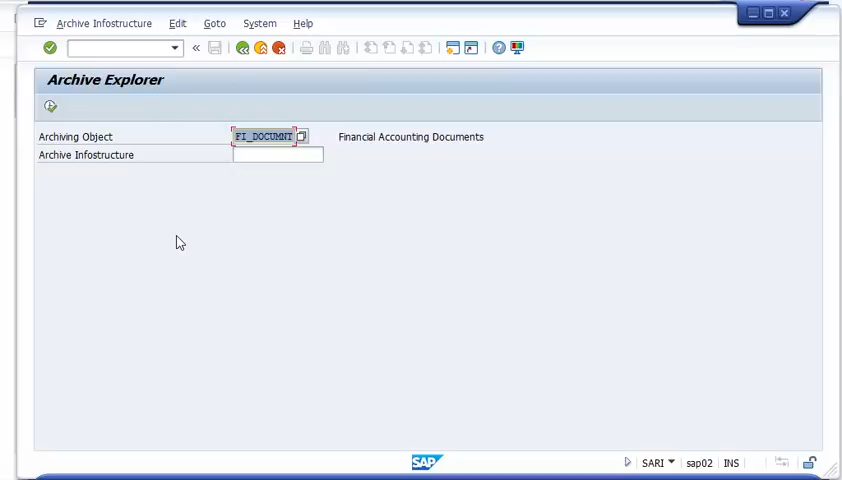 Archive Infostructure Edit Goto System Help
«
Archive Explorer
Archiving Object FI_DOCUMNT Financial Accounting Documents
Archive Infostructure
SAP SARI sap02 INS